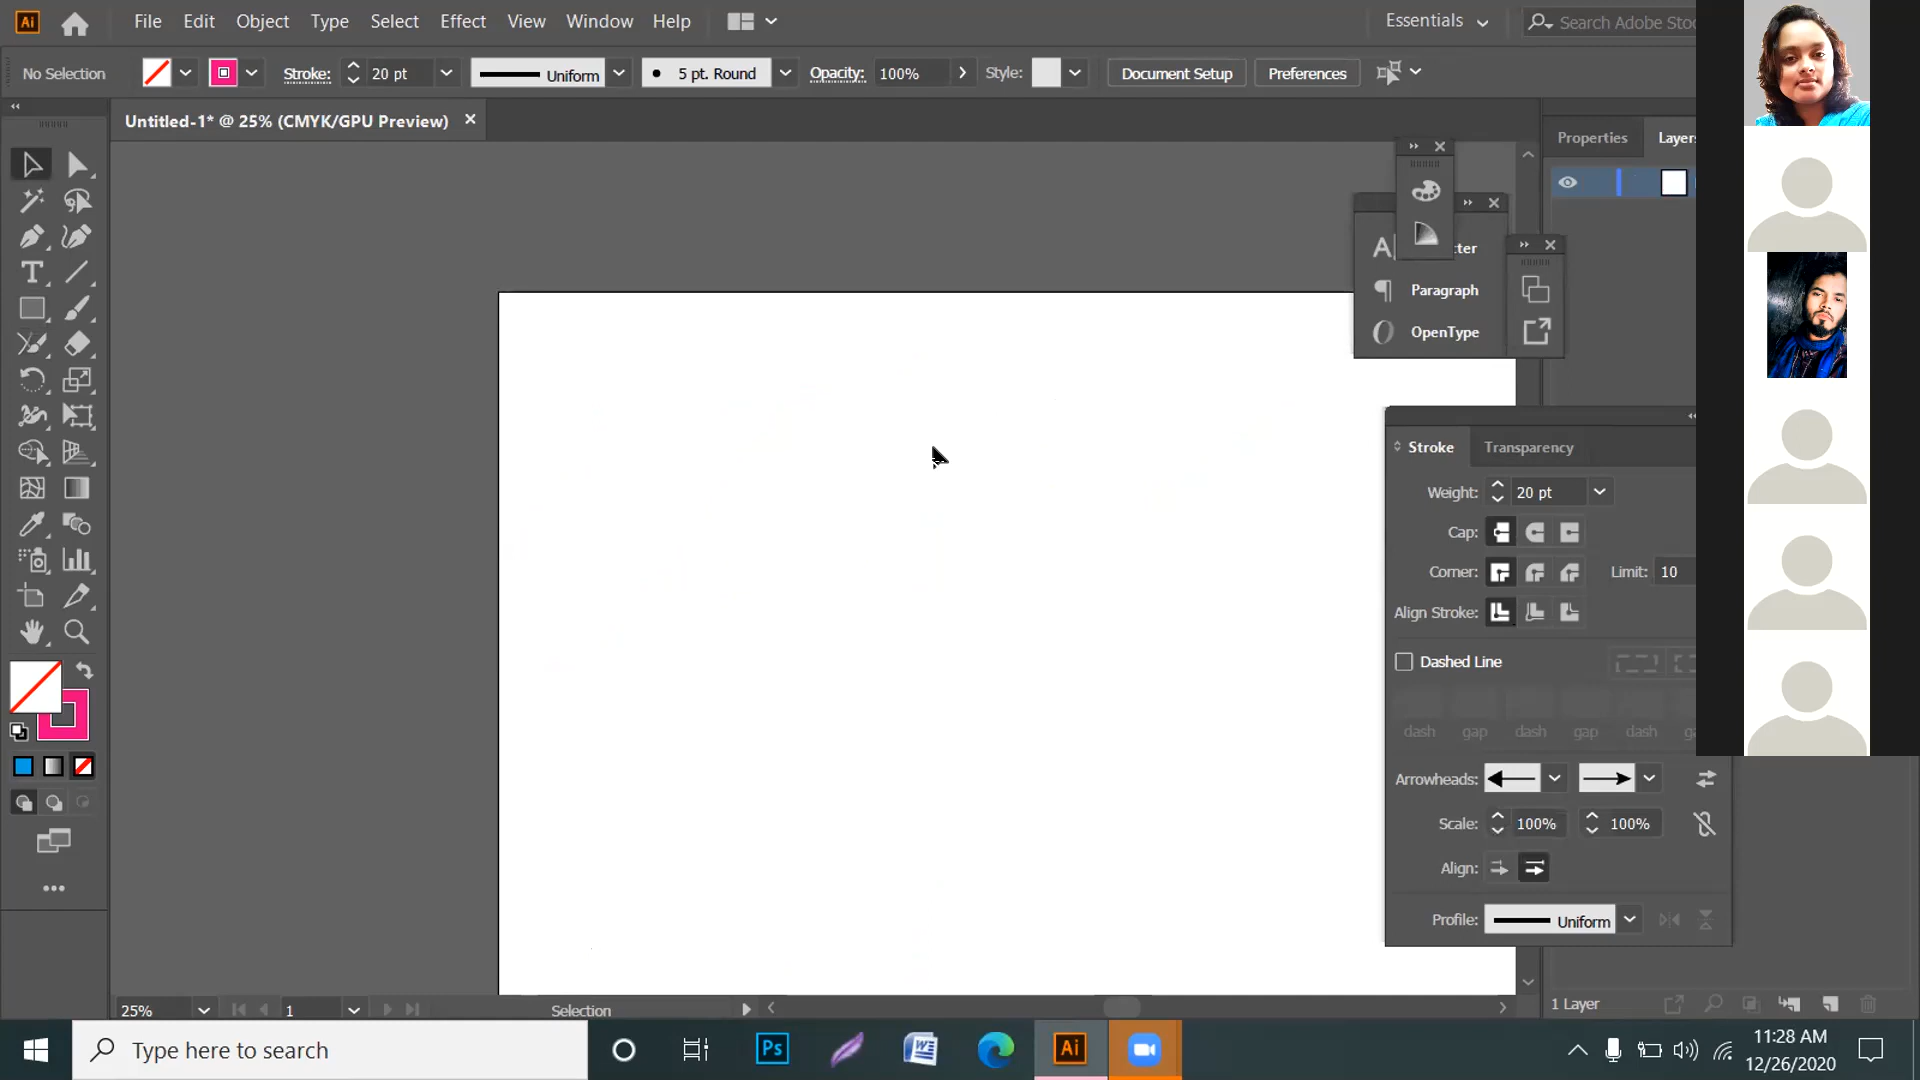 Ai File Edit Object Type Select Effect View Window Help Essentials Search Adobe Stoc
No Selection Stroke: 20 pt Uniform 5 pt. Round Opacity: 100% Style: Document Setup Preferences
Untitled-1* @ 25% (CMYK/GPU Preview)
Properties Layers
Paragraph
OpenType
Stroke Transparency
Weight: 20 pt
Cap:
Corner: Limit: 10
Align Stroke:
Dashed Line
dash gap dash gap dash
Arrowheads:
Scale: 100% 100%
Align:
Profile: Uniform
25% 1 Selection 1 Layer
Type here to search Ps Ai 11:28 AM
12/26/2020